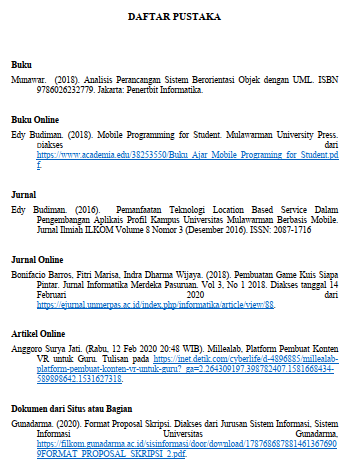 DAFTAR PUSTAKA
Buku
Munawar. (2018). Analisis Perancangan Sistem Berorientasi Objek dengan UML. ISBN
9786026232779. Jakarta: Penerbit Informatika.
Buku Online
Edy Budiman. (2018). Mobile Programming for Student. Mulawarman University Press.
Diakses dari
https://www.academia.edu/38253550/Buku_Ajar_Mobile_Programing_for_Student.pd
f.
Jurnal
Edy Budiman. (2016). Pemanfaatan Teknologi Location Based Service Dalam
Pengembangan Aplikais Profil Kampus Universitas Mulawarman Berbasis Mobile.
Jurnal Ilmiah ILKOM Volume 8 Nomor 3 (Desember 2016). ISSN: 2087-1716
Jurnal Online
Bonifacio Barros, Fitri Marisa, Indra Dharma Wijaya. (2018). Pembuatan Game Kuis Siapa
Pintar. Jurnal Informatika Merdeka Pasuruan. Vol 3, No 1 2018. Diakses tanggal 14
Februari 2020 dari
https://ejurnal.unmerpas.ac.id/index.php/informatika/article/view/88.
Artikel Online
Anggoro Surya Jati. (Rabu, 12 Feb 2020 20:48 WIB). Millealab, Platform Pembuat Konten
VR untuk Guru. Tulisan pada https://inet.detik.com/cyberlife/d-4896885/millealab-
platform-pembuat-konten-vr-untuk-guru?_ga=2.264309197.398782407.1581668434-
589898642.1531627318.
Dokumen dari Situs atau Bagian
Gunadarma. (2020). Format Proposal Skripsi. Diakses dari Jurusan Sistem Informasi, Sistem
Informasi Universitas Gunadarma,
https://filkom.gunadarma.ac.id/sisinformasi/door/download/178768687881461367690
9FORMAT_PROPOSAL_SKRIPSI_2.pdf.